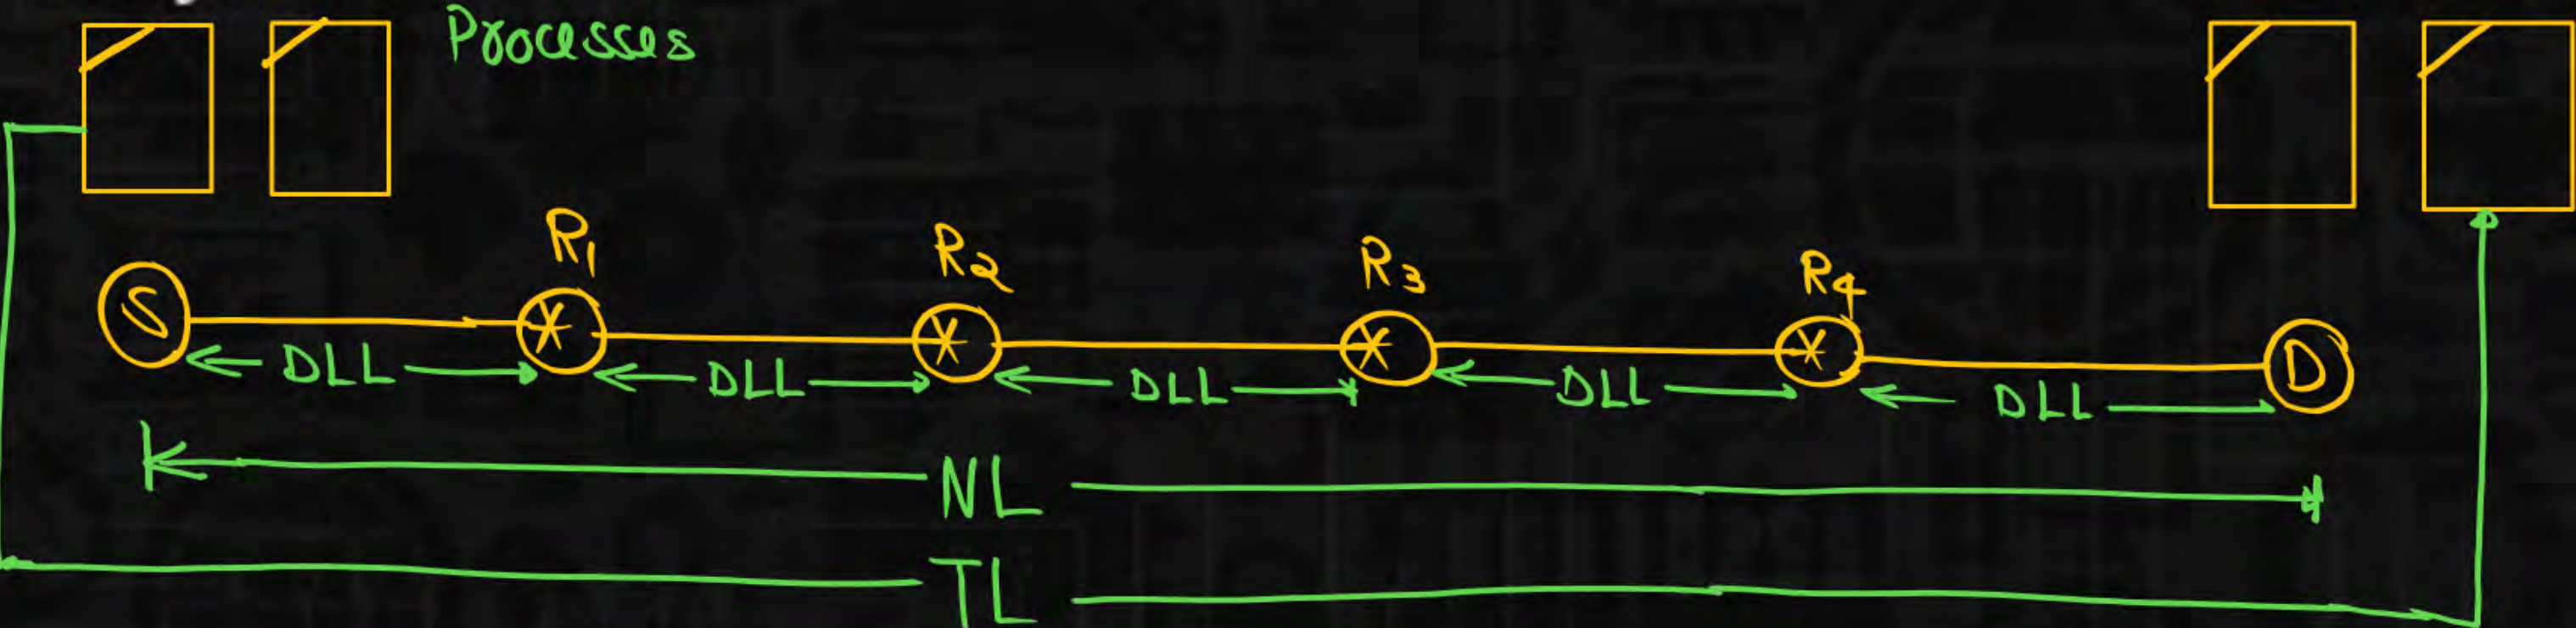 Processes
R1 R2 R3 R4
S D
DLL DLL DLL DLL DLL
NL
TL